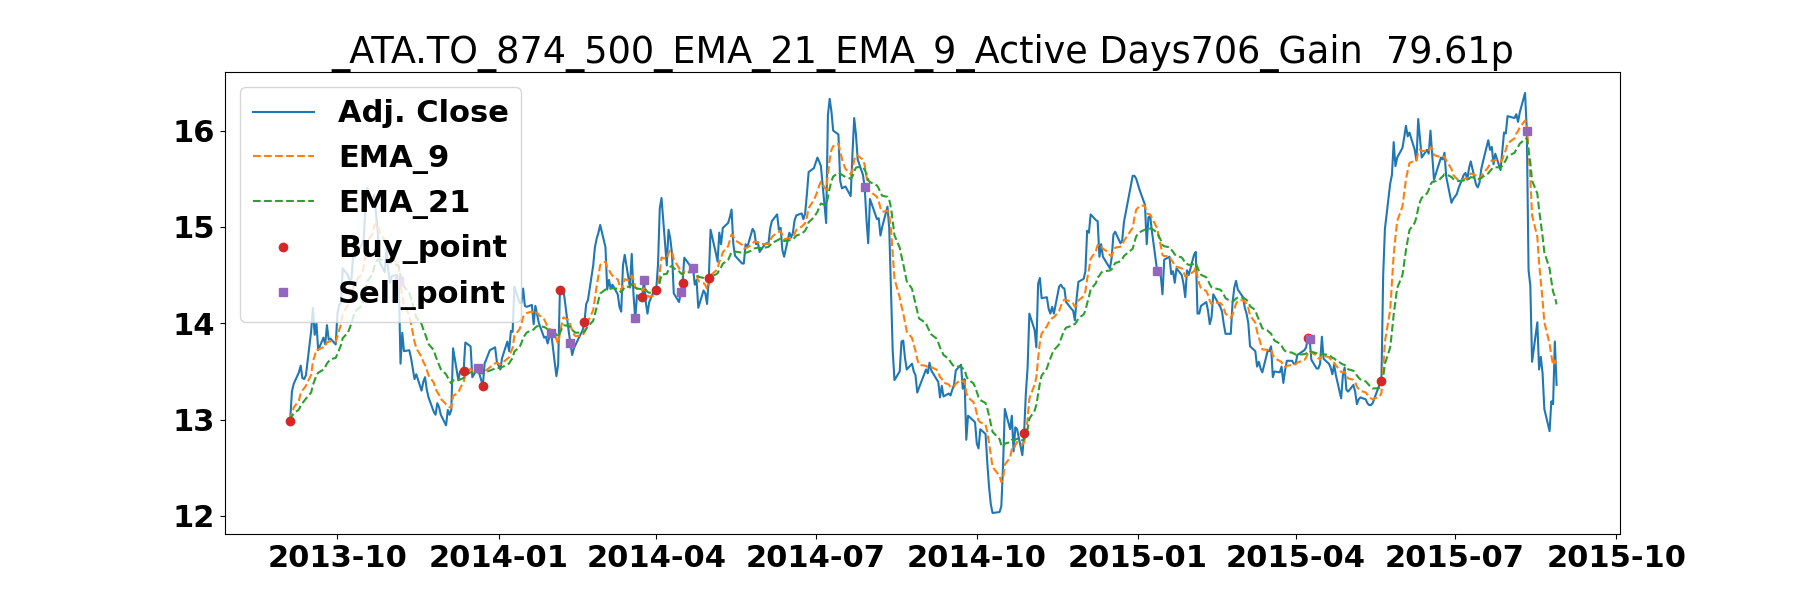 _ATA.TO_874_500_EMA_21_EMA_9_Active Days706_Gain  79.61p
Adj. Close
EMA_9
EMA_21
Buy_point
Sell_point
16
15
14
13
12
2013-10 2014-01 2014-04 2014-07 2014-10 2015-01 2015-04 2015-07 2015-10